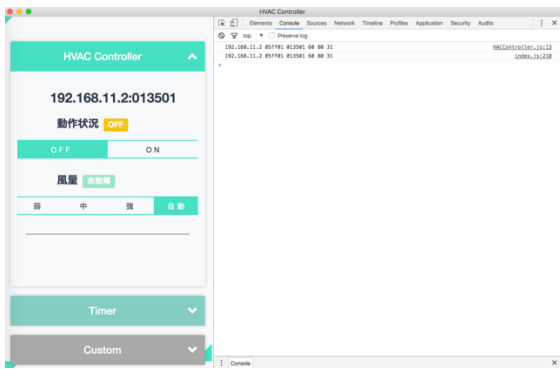 HVAC Controller
Elements Console Sources Network Timeline Profiles Application Security Audits
top ▼ Preserve log
192.168.11.2 05ff01 013501 60 80 31 HACController.js:13
192.168.11.2 05ff01 013501 60 80 31 index.js:210
HVAC Controller
192.168.11.2:013501
動作状況 OFF
OFF ON
風量 未取得
弱 中 強 自動
Timer
Custom
Console